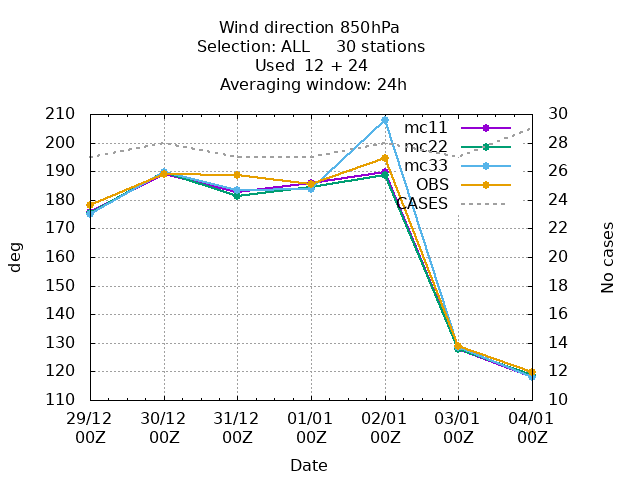 Wind direction 850hPa
Selection: ALL 30 stations
Used 12 + 24
Averaging window: 24h
210
200
190
180
170
160
150
140
130
120
110
deg
30
28
26
24
22
20
18
16
14
12
10
No cases
mc11
mc22
mc33
OBS
CASES
29/12 30/12 31/12 01/01 02/01 03/01 04/01
00Z 00Z 00Z 00Z 00Z 00Z 00Z
Date